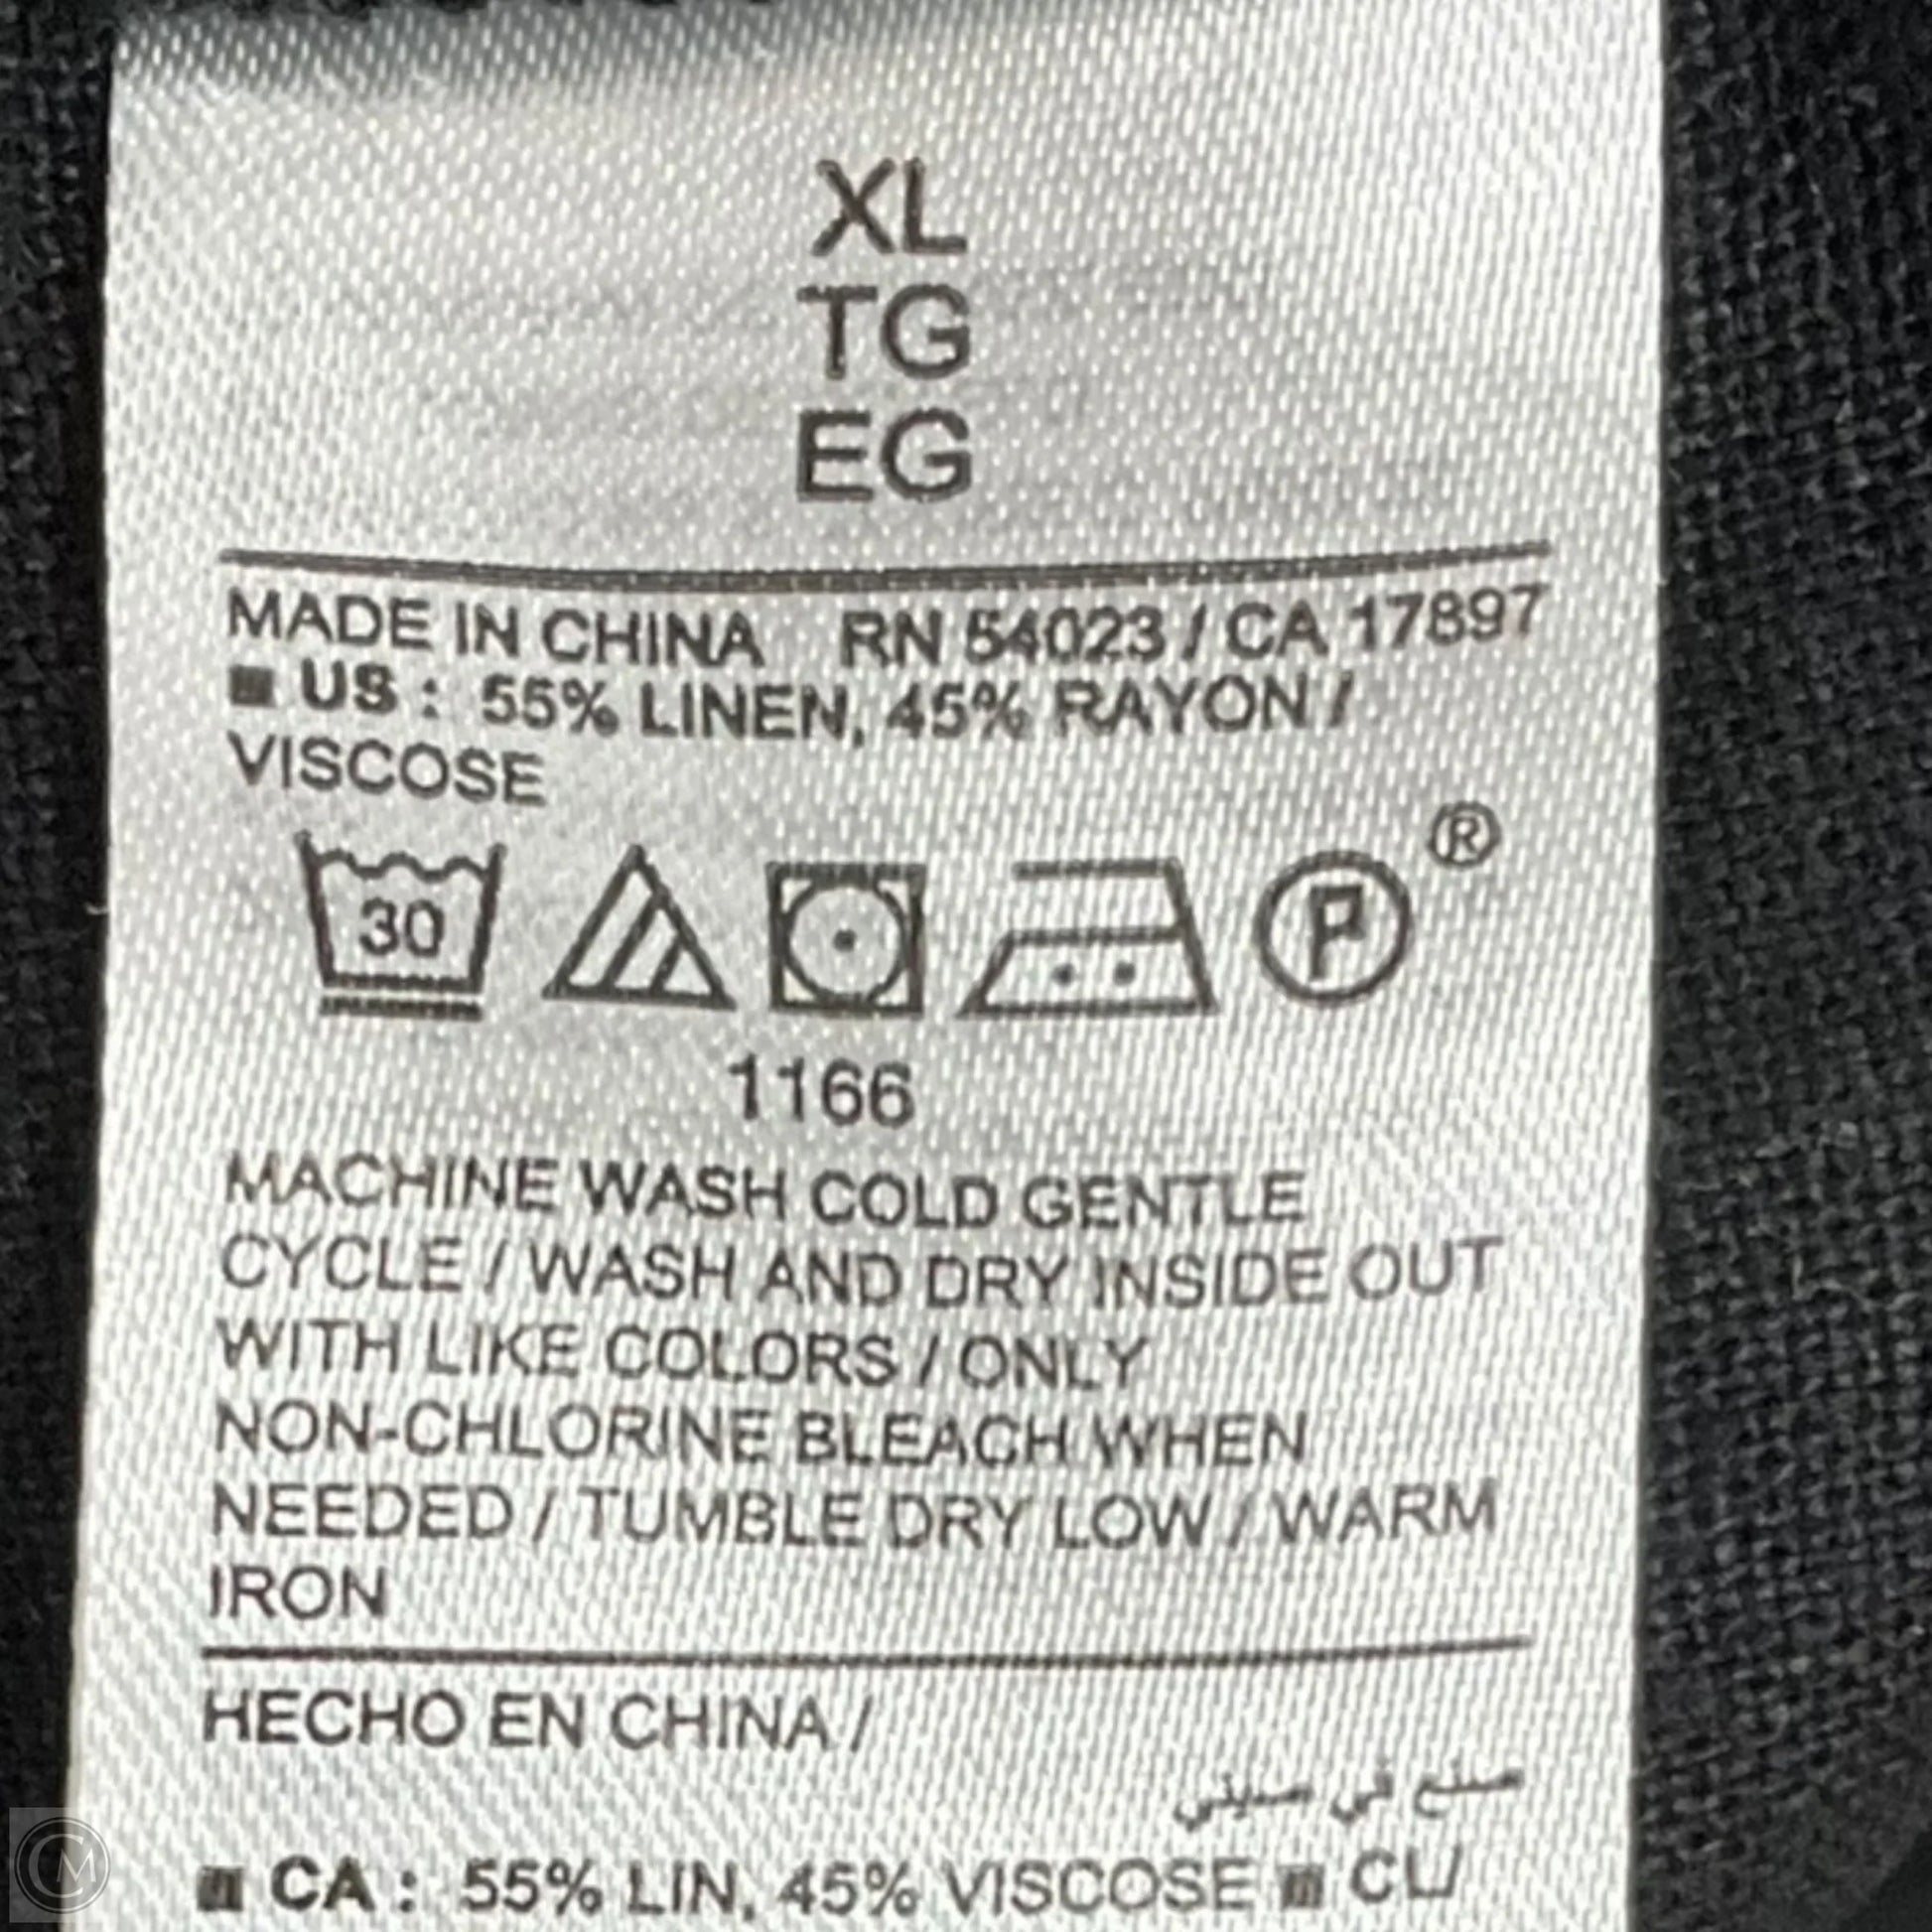 XL
TG
EG
MADE IN CHINA RN 54023 / CA 17897
■ US : 55% LINEN, 45% RAYON /
VISCOSE
30 P ®
1166
MACHINE WASH COLD GENTLE
CYCLE / WASH AND DRY INSIDE OUT
WITH LIKE COLORS / ONLY
NON-CHLORINE BLEACH WHEN
NEEDED / TUMBLE DRY LOW / WARM
IRON
HECHO EN CHINA /
صنع في صيني
■ CA : 55% LIN, 45% VISCOSE ■
CM